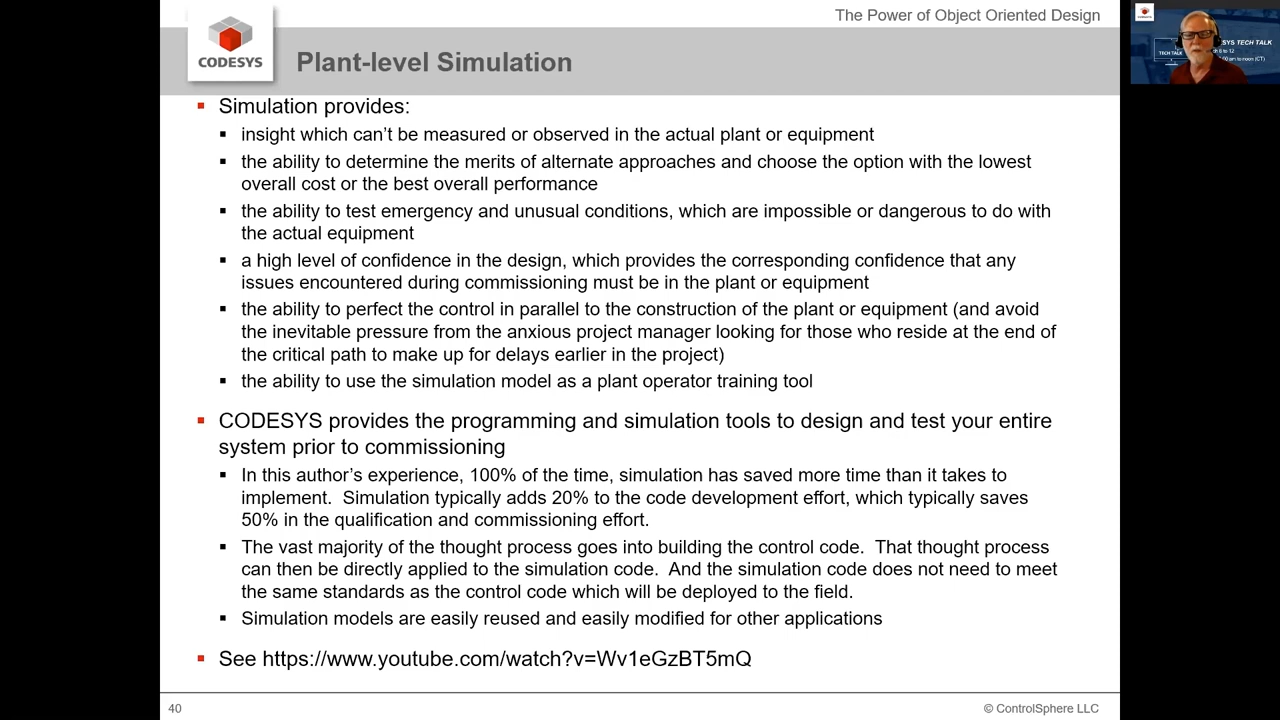 The Power of Object Oriented Design
CODESYS
Plant-level Simulation
Simulation provides:
insight which can't be measured or observed in the actual plant or equipment
the ability to determine the merits of alternate approaches and choose the option with the lowest
overall cost or the best overall performance
the ability to test emergency and unusual conditions, which are impossible or dangerous to do with
the actual equipment
a high level of confidence in the design, which provides the corresponding confidence that any
issues encountered during commissioning must be in the plant or equipment
the ability to perfect the control in parallel to the construction of the plant or equipment (and avoid
the inevitable pressure from the anxious project manager looking for those who reside at the end of
the critical path to make up for delays earlier in the project)
the ability to use the simulation model as a plant operator training tool
CODESYS provides the programming and simulation tools to design and test your entire
system prior to commissioning
In this author's experience, 100% of the time, simulation has saved more time than it takes to
implement.  Simulation typically adds 20% to the code development effort, which typically saves
50% in the qualification and commissioning effort.
The vast majority of the thought process goes into building the control code.  That thought process
can then be directly applied to the simulation code.  And the simulation code does not need to meet
the same standards as the control code which will be deployed to the field.
Simulation models are easily reused and easily modified for other applications
See https://www.youtube.com/watch?v=Wv1eGzBT5mQ
40
© ControlSphere LLC
TECH TALK
SYS TECH TALK
to 12
am to noon (CT)